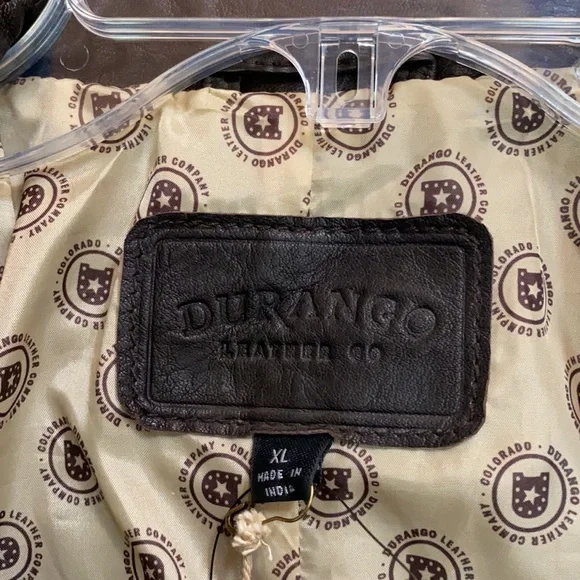 DURANGO
LEATHER CO
XL
MADE IN
INDIA
DURANGO LEATHER COMPANY · COLORADO ·